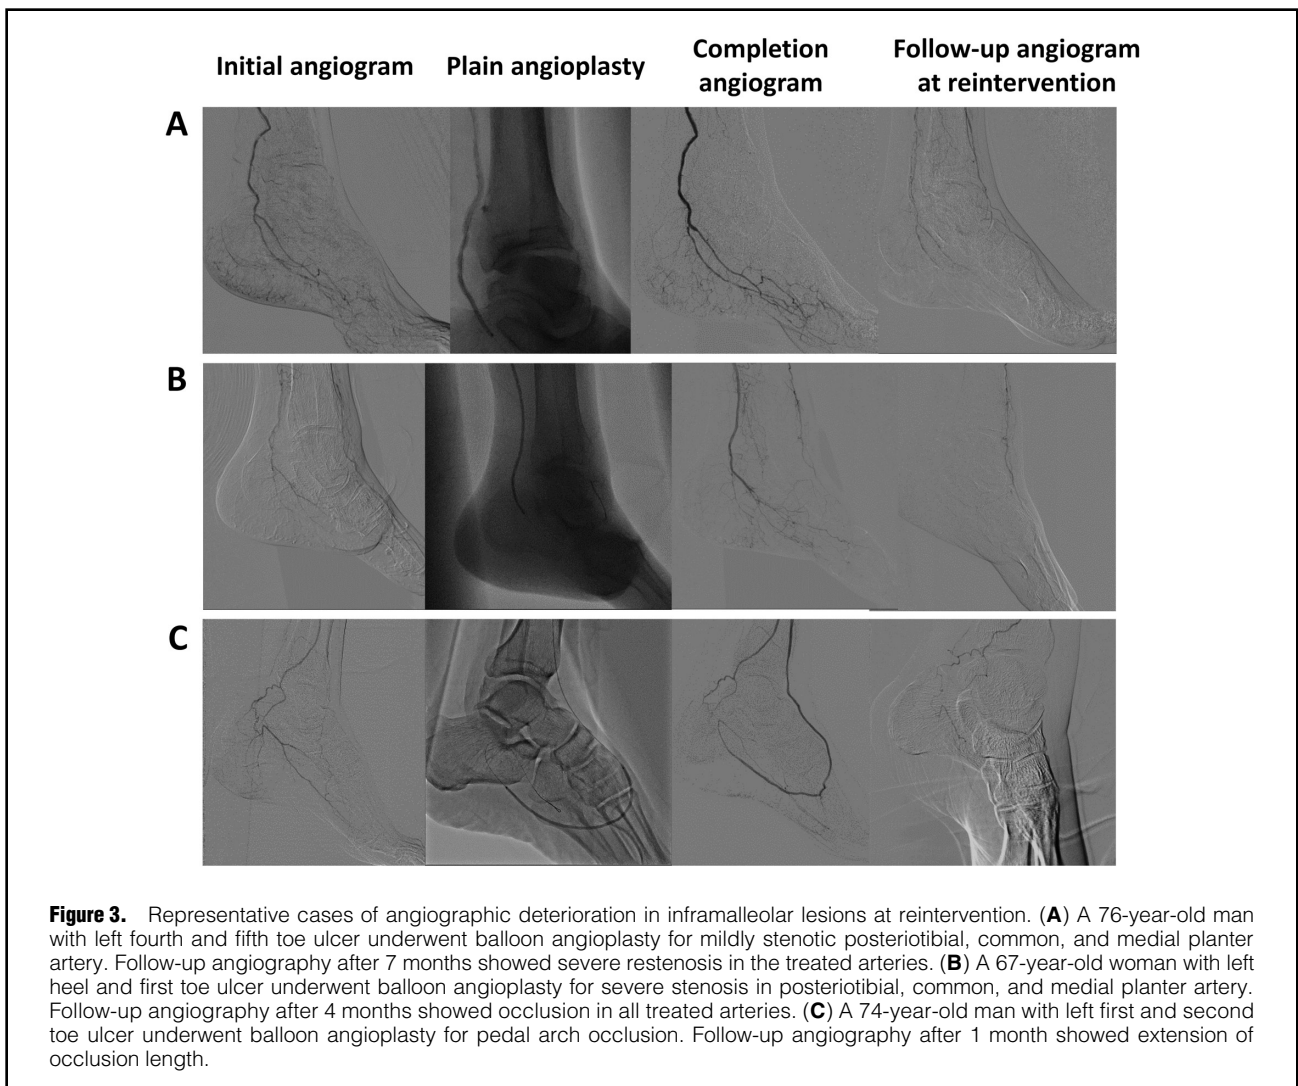 Initial angiogram Plain angioplasty Completion angiogram Follow-up angiogram at reintervention
A
B
C
Figure 3. Representative cases of angiographic deterioration in inframalleolar lesions at reintervention. (A) A 76-year-old man
with left fourth and fifth toe ulcer underwent balloon angioplasty for mildly stenotic posteriotibial, common, and medial planter
artery. Follow-up angiography after 7 months showed severe restenosis in the treated arteries. (B) A 67-year-old woman with left
heel and first toe ulcer underwent balloon angioplasty for severe stenosis in posteriotibial, common, and medial planter artery.
Follow-up angiography after 4 months showed occlusion in all treated arteries. (C) A 74-year-old man with left first and second
toe ulcer underwent balloon angioplasty for pedal arch occlusion. Follow-up angiography after 1 month showed extension of
occlusion length.